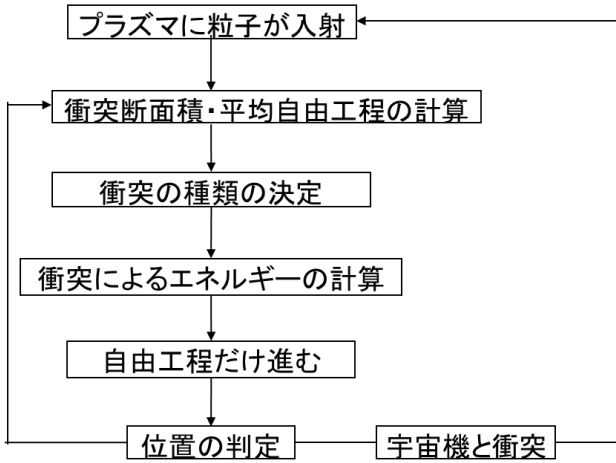 プラズマに粒子が入射
衝突断面積・平均自由工程の計算
衝突の種類の決定
衝突によるエネルギーの計算
自由工程だけ進む
位置の判定
宇宙機と衝突